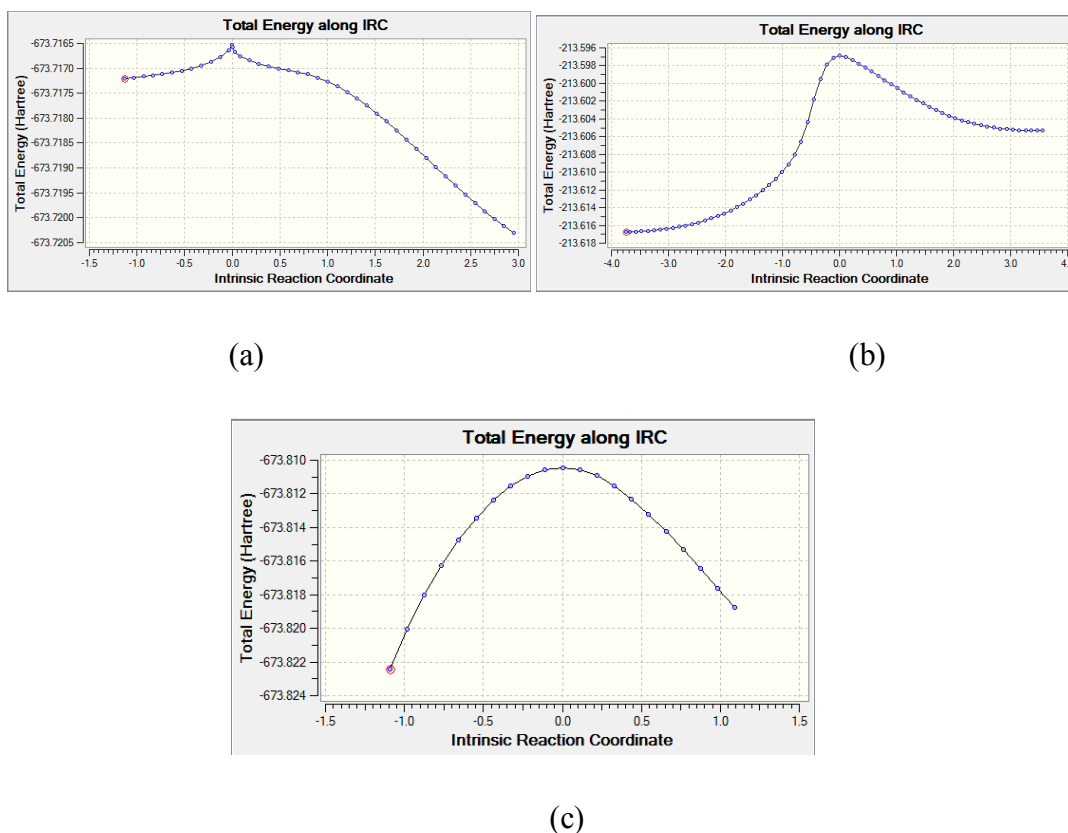 Total Energy along IRC
Total Energy (Hartree)
-673.7165
-673.7170
-673.7175
-673.7180
-673.7185
-673.7190
-673.7195
-673.7200
-673.7205
-1.5 -1.0 -0.5 0.0 0.5 1.0 1.5 2.0 2.5 3.0
Intrinsic Reaction Coordinate
(a)
Total Energy along IRC
Total Energy (Hartree)
-213.596
-213.598
-213.600
-213.602
-213.604
-213.606
-213.608
-213.610
-213.612
-213.614
-213.616
-213.618
-4.0 -3.0 -2.0 -1.0 0.0 1.0 2.0 3.0 4.
Intrinsic Reaction Coordinate
(b)
Total Energy along IRC
Total Energy (Hartree)
-673.810
-673.812
-673.814
-673.816
-673.818
-673.820
-673.822
-673.824
-1.5 -1.0 -0.5 0.0 0.5 1.0 1.5
Intrinsic Reaction Coordinate
(c)